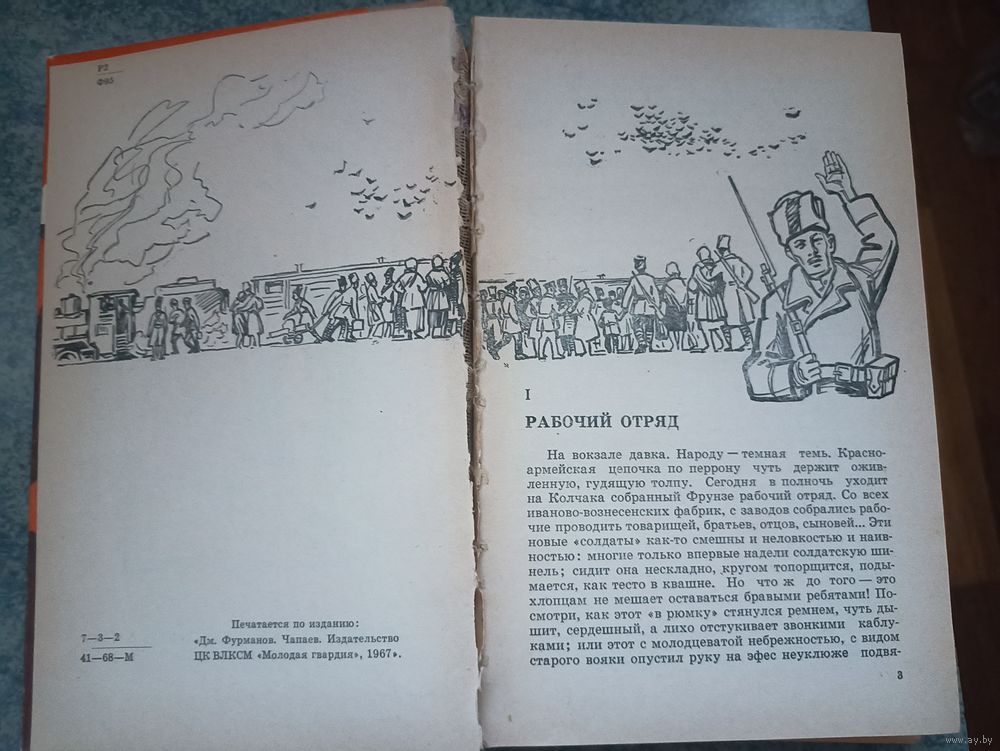 Р2
Ф95
7—3—2
41—68—М
Печатается по изданию:
«Дм. Фурманов. Чапаев. Издательство
ЦК ВЛКСМ «Молодая гвардия», 1967».
I
РАБОЧИЙ ОТРЯД
На вокзале давка. Народу — темная темь. Красно-
армейская цепочка по перрону чуть держит ожив-
ленную, гудящую толпу. Сегодня в полночь уходит
на Колчака собранный Фрунзе рабочий отряд. Со всех
иваново-вознесенских фабрик, с заводов собрались рабо-
чие проводить товарищей, братьев, отцов, сыновей... Эти
новые «солдаты» как-то смешны и неловкостью и наив-
ностью: многие только впервые надели солдатскую ши-
нель; сидит она нескладно, кругом топорщится, поды-
мается, как тесто в квашне. Но что ж до того — это
хлопцам не мешает оставаться бравыми ребятами! По-
смотри, как этот «в рюмку» стянулся ремнем, чуть ды-
шит, сердешный, а лихо отстукивает звонкими каблу-
ками; или этот с молодцеватой небрежностью, с видом
старого вояки опустил руку на эфес неуклюже подвя-
3
www.ay.by